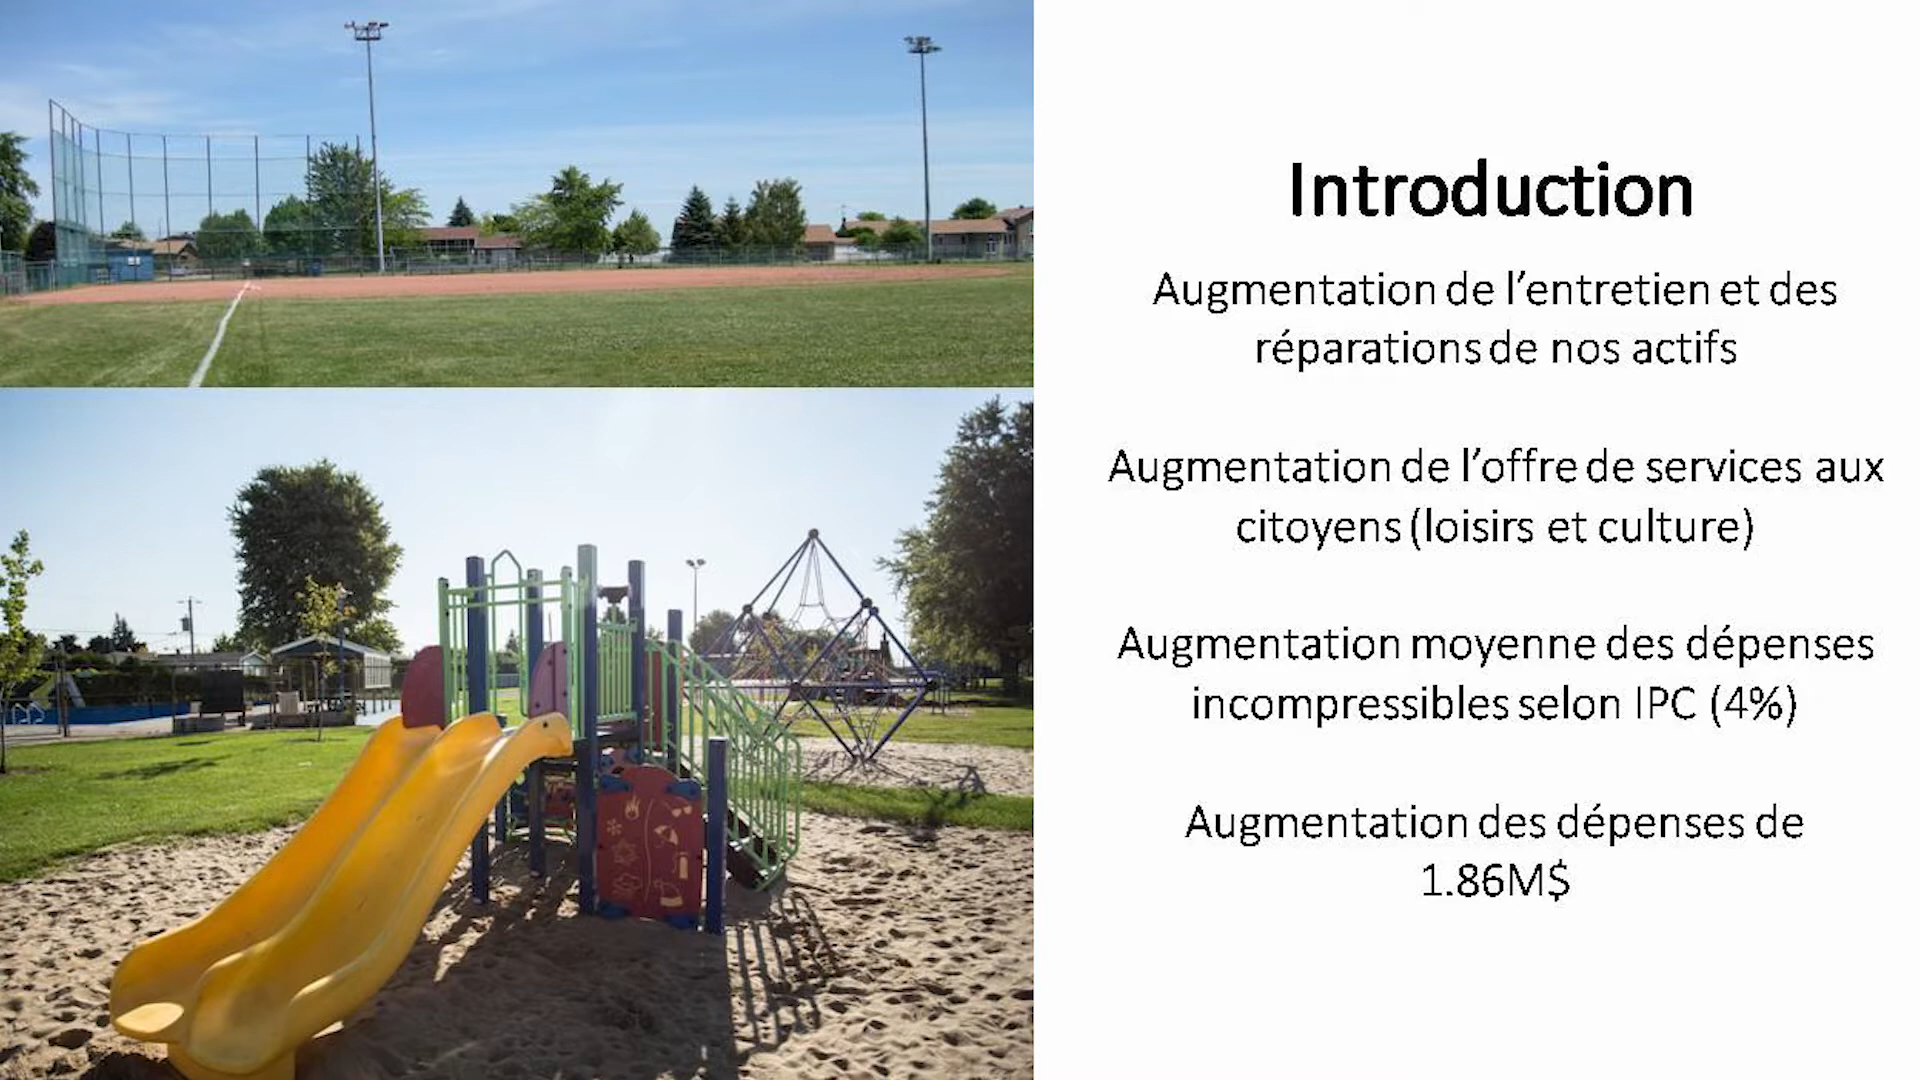 Introduction
Augmentation de l’entretien et des
réparations de nos actifs
Augmentation de l’offre de services aux
citoyens (loisirs et culture)
Augmentation moyenne des dépenses
incompressibles selon IPC (4%)
Augmentation des dépenses de
1.86M$